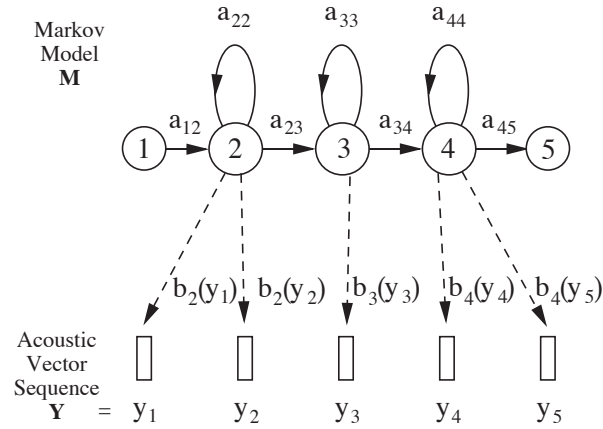 Markov
Model
M
a22 a33 a44
a12 a23 a34 a45
1 2 3 4 5
b2(y1) b2(y2) b3(y3) b4(y4) b4(y5)
Acoustic
Vector
Sequence
Y = y1 y2 y3 y4 y5